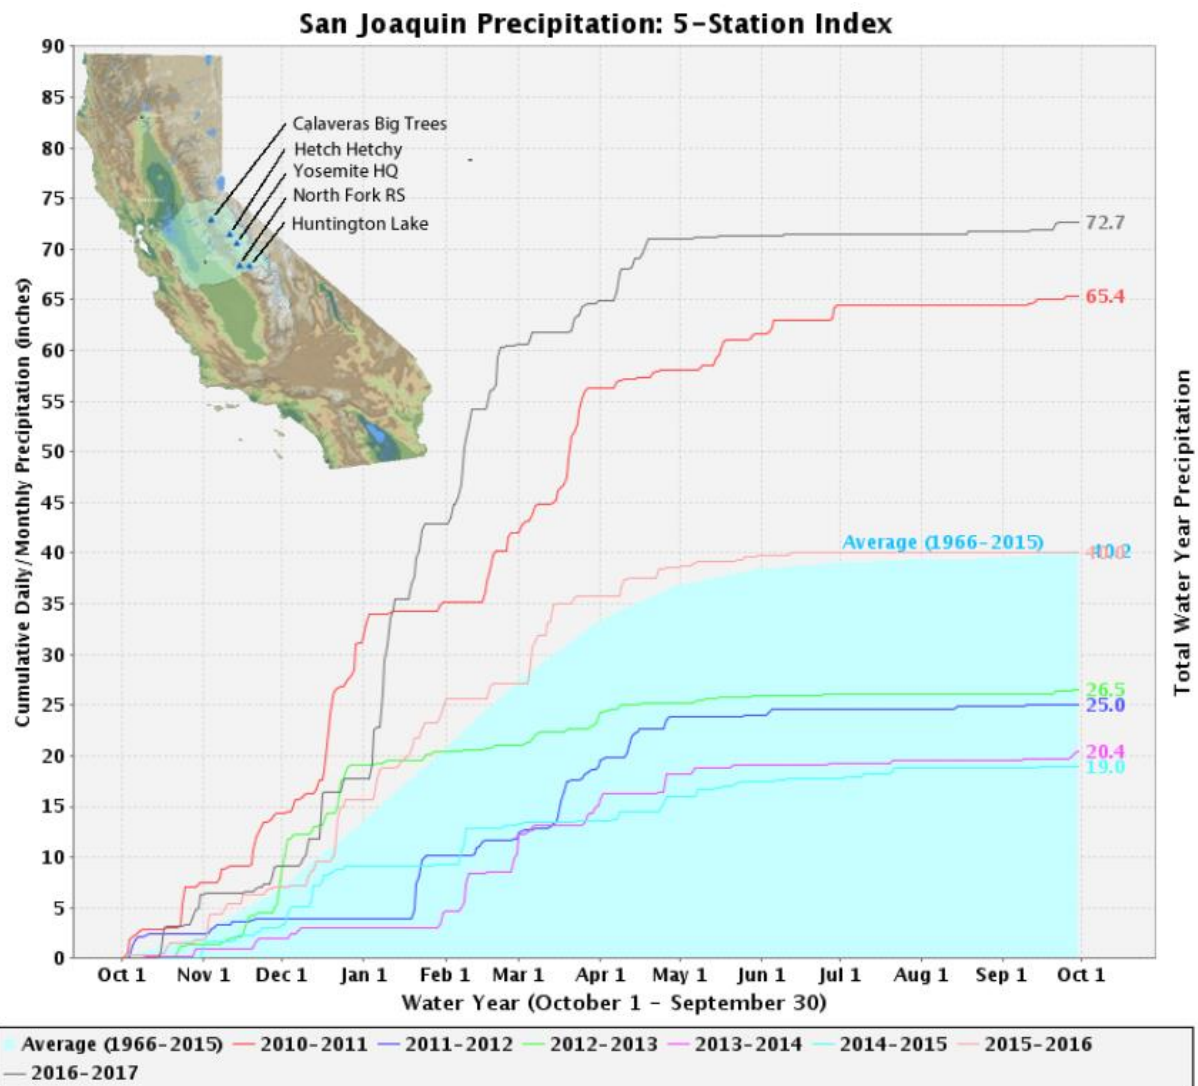 San Joaquin Precipitation: 5-Station Index
Cumulative Daily/Monthly Precipitation (inches)
90
85
80
75
70
65
60
55
50
45
40
35
30
25
20
15
10
5
0
Calaveras Big Trees
Hetch Hetchy
Yosemite HQ
North Fork RS
Huntington Lake
72.7
65.4
Average (1966-2015)
26.5
25.0
20.4
19.0
Total Water Year Precipitation
Oct 1 Nov 1 Dec 1 Jan 1 Feb 1 Mar 1 Apr 1 May 1 Jun 1 Jul 1 Aug 1 Sep 1 Oct 1
Water Year (October 1 - September 30)
Average (1966-2015) 2010-2011 2011-2012 2012-2013 2013-2014 2014-2015 2015-2016
2016-2017